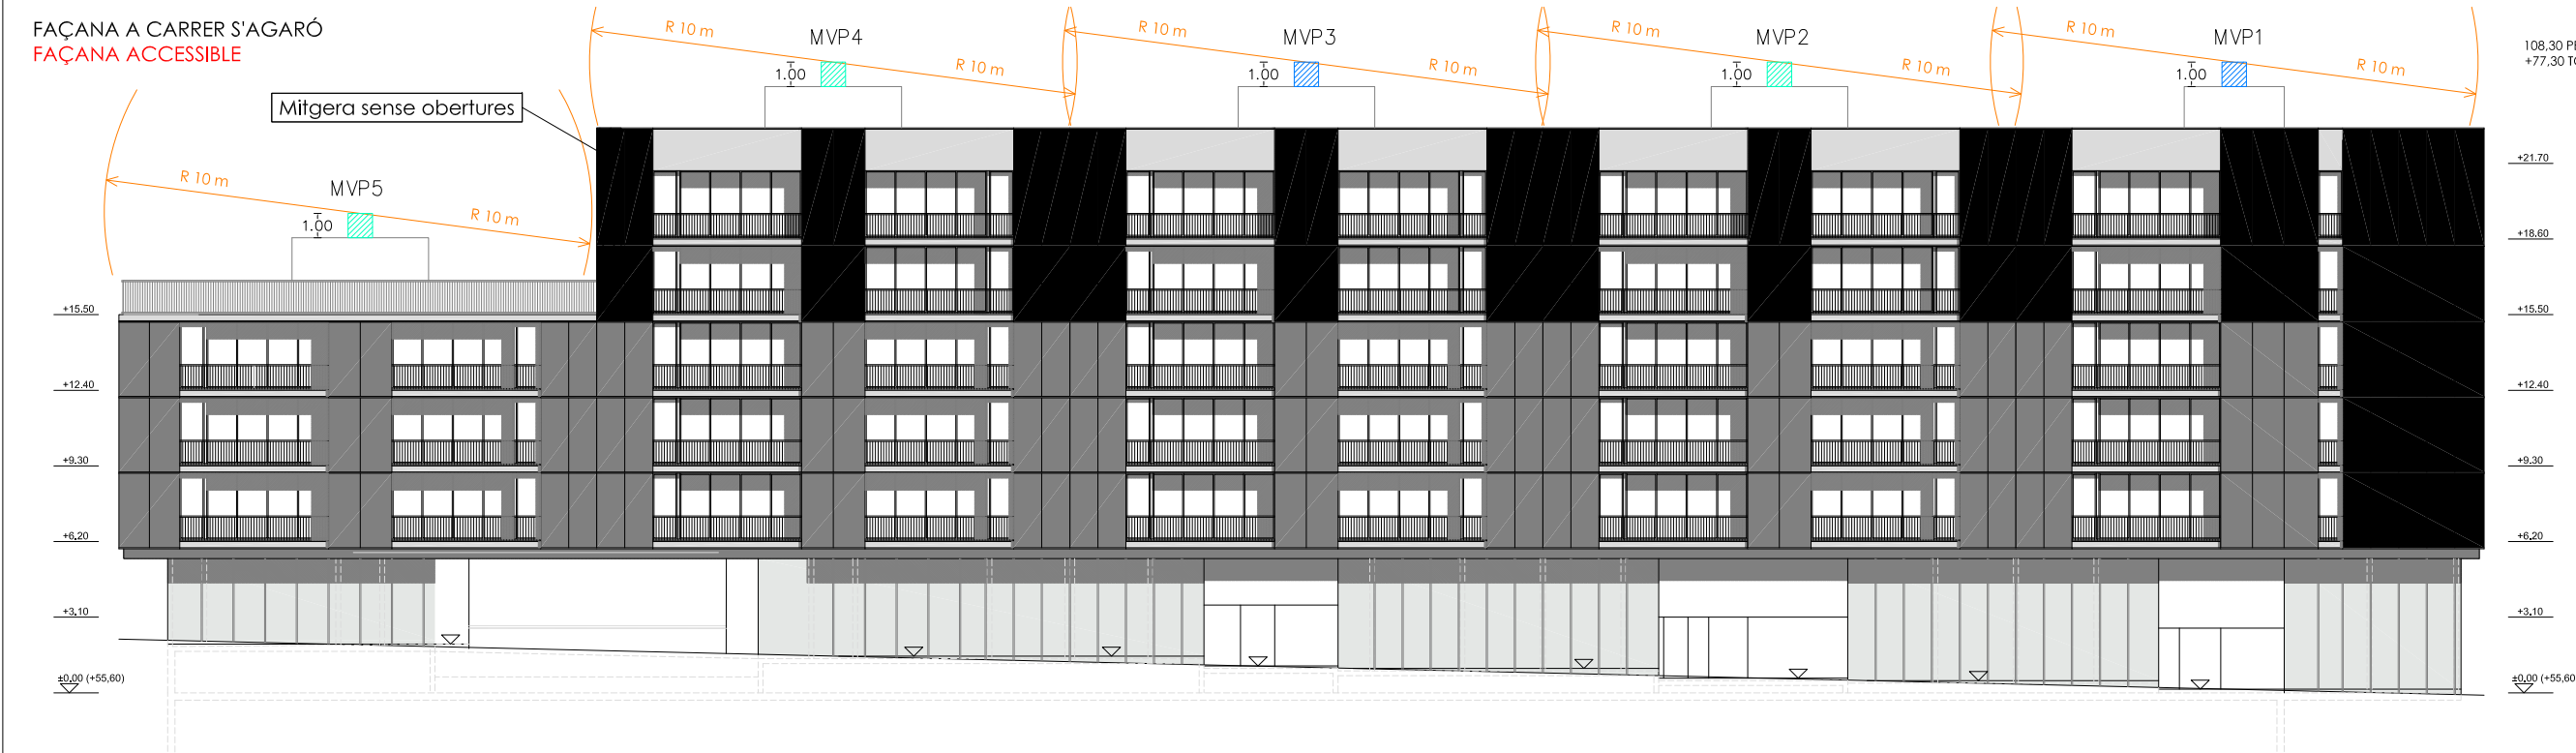 FAÇANA A CARRER S'AGARÓ
FAÇANA ACCESSIBLE
Mitgera sense obertures
R 10 m
R 10 m
MVP5
1.00
R 10 m
R 10 m
MVP4
1.00
R 10 m
R 10 m
MVP3
1.00
R 10 m
R 10 m
MVP2
1.00
R 10 m
R 10 m
MVP1
1.00
108,30
+77,30
+15.50
+12.40
+9.30
+6.20
+3.10
±0.00 (+55,60)
+21.70
+18.60
+15.50
+12.40
+9.30
+6.20
+3.10
±0.00 (+55,60